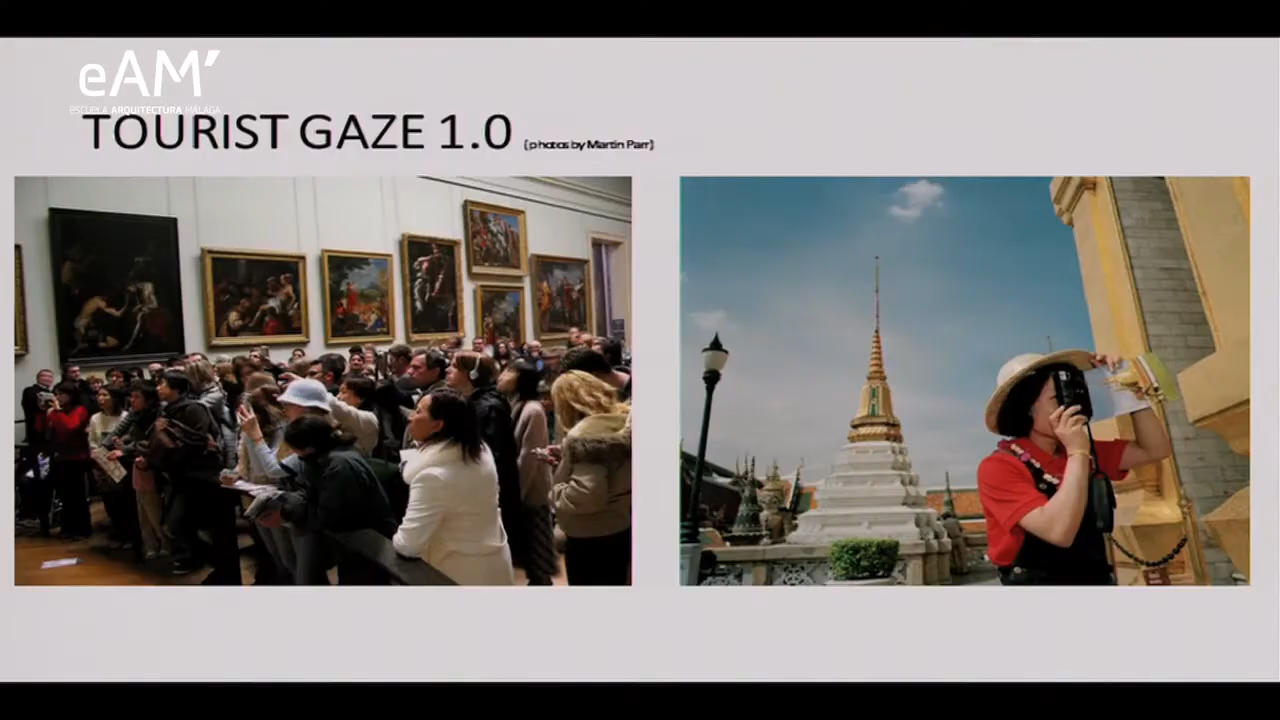 eAM'
ESCUELA ARQUITECTURA MÁLAGA
TOURIST GAZE 1.0 (photos by Martin Parr)